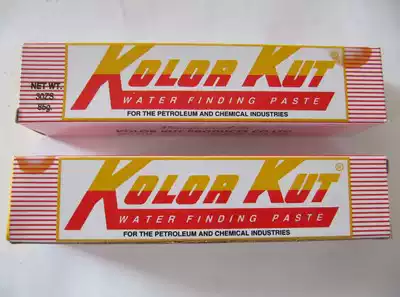 NET WT.
3OZS
85g.
KOLOR KUT®
WATER FINDING PASTE
FOR THE PETROLEUM AND CHEMICAL INDUSTRIES
KOLOR KUT®
WATER FINDING PASTE
FOR THE PETROLEUM AND CHEMICAL INDUSTRIES